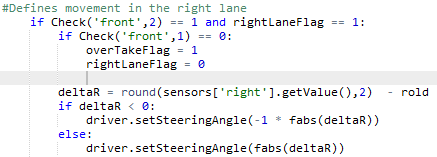 #Defines movement in the right lane
if Check('front',2) == 1 and rightLaneFlag == 1:
if Check('front',1) == 0:
overTakeFlag = 1
rightLaneFlag = 0
deltaR = round(sensors['right'].getValue(),2)  - rold
if deltaR < 0:
driver.setSteeringAngle(-1 * fabs(deltaR))
else:
driver.setSteeringAngle(fabs(deltaR))